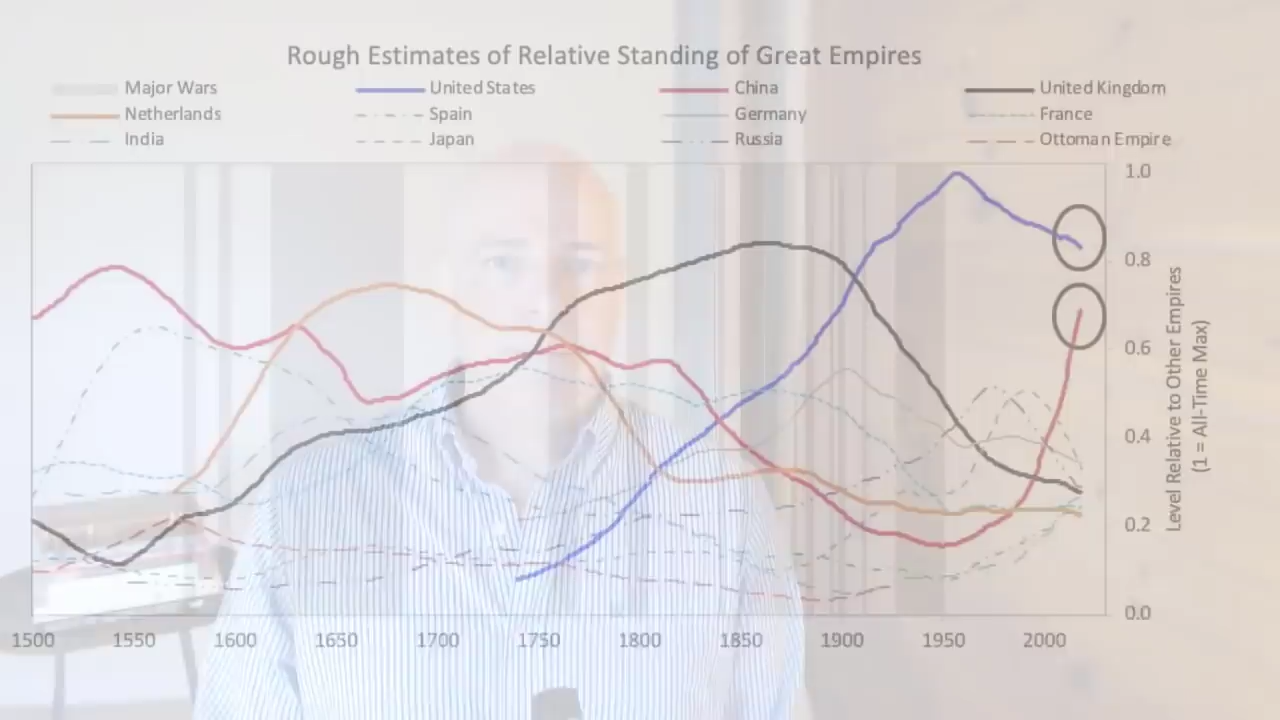 Rough Estimates of Relative Standing of Great Empires
Major Wars United States China United Kingdom
Netherlands Spain Germany France
India Japan Russia Ottoman Empire
1.0
0.8
0.6
0.4
0.2
0.0
Level Relative to Other Empires
(1 = All-Time Max)
1500 1550 1600 1650 1700 1750 1800 1850 1900 1950 2000